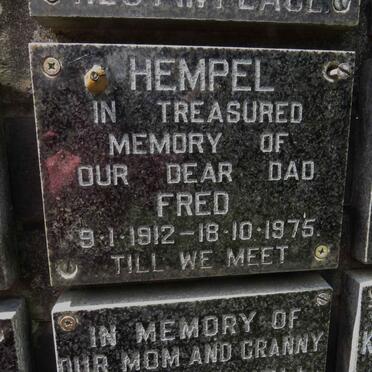 HEMPEL
IN TREASURED
MEMORY OF
OUR DEAR DAD
FRED
9·1·1912–18·10·1975
TILL WE MEET
IN MEMORY OF
OUR MOM AND GRANNY